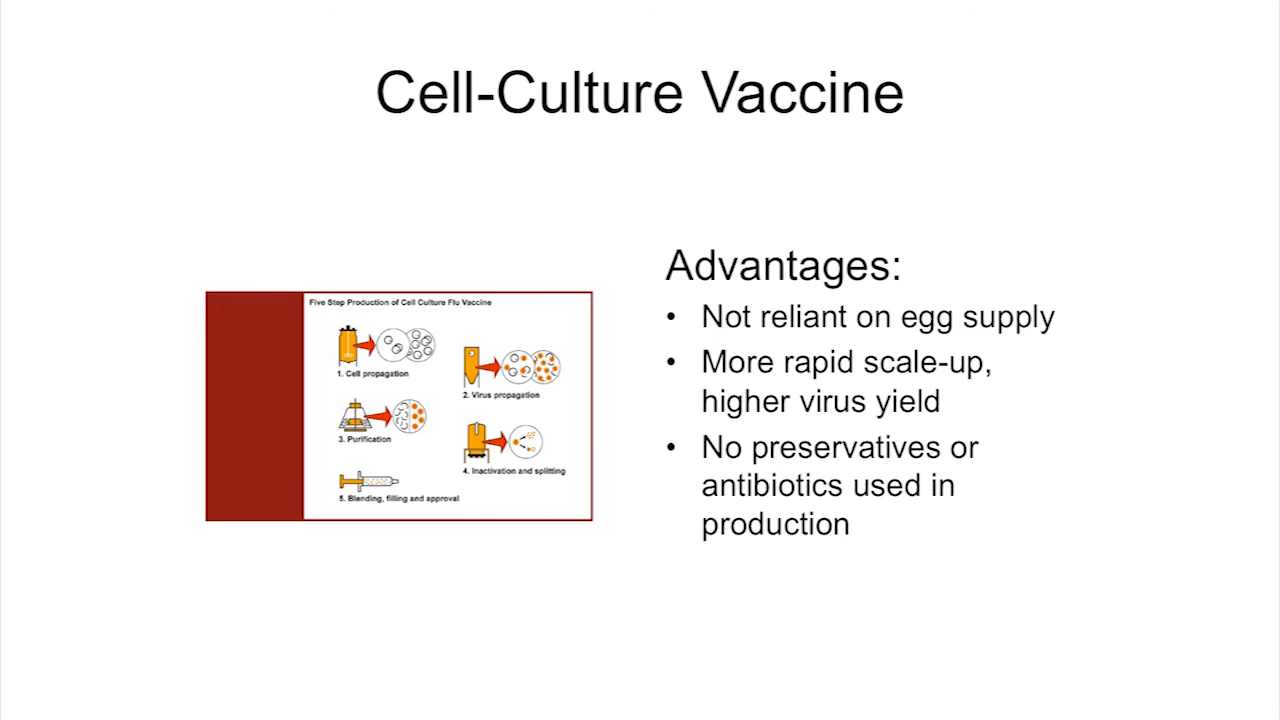 Cell-Culture Vaccine
Five Step Production of Cell Culture Flu Vaccine
1. Cell propagation
2. Virus propagation
3. Purification
4. Inactivation and splitting
5. Blending, filling and approval
Advantages:
• Not reliant on egg supply
• More rapid scale-up,
higher virus yield
• No preservatives or
antibiotics used in
production